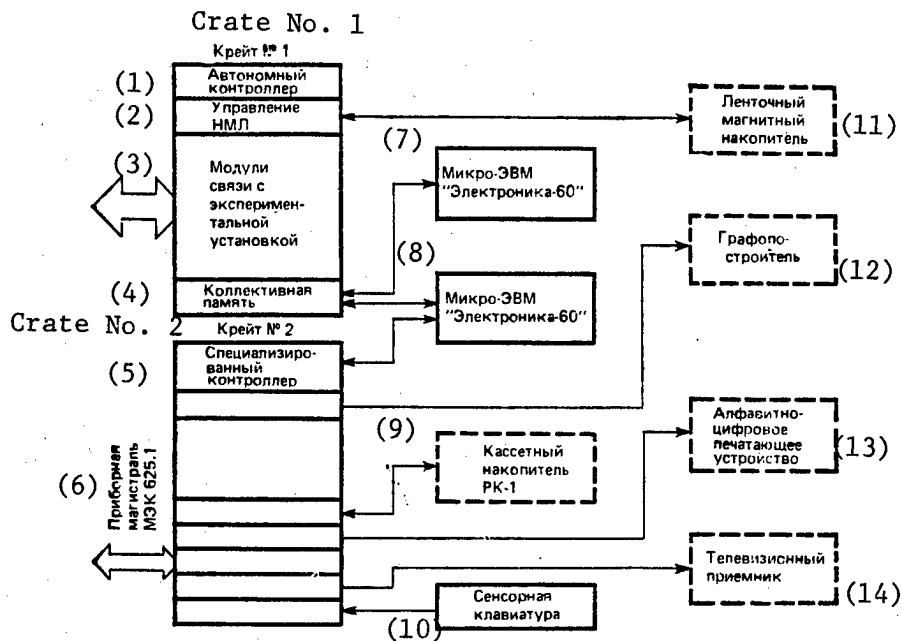 Crate No. 1
Крейт № 1
(1)
Автономный
контроллер
(2)
Управление
НМЛ
(3)
Модули
связи с
эксперимен-
тальной
установкой
(4)
Коллективная
память
(7)
Микро-ЭВМ
"Электроника-60"
(8)
Микро-ЭВМ
"Электроника-60"
Ленточный
магнитный
накопитель
(11)
Графопо-
строитель
(12)
Crate No. 2
Крейт № 2
(5)
Специализиро-
ванный
контроллер
(6)
Приборная
магистраль
МЭК 625.1
(9)
Кассетный
накопитель
РК-1
(10)
Сенсорная
клавиатура
Алфавитно-
цифровое
печатающее
устройство
(13)
Телевизионный
приемник
(14)